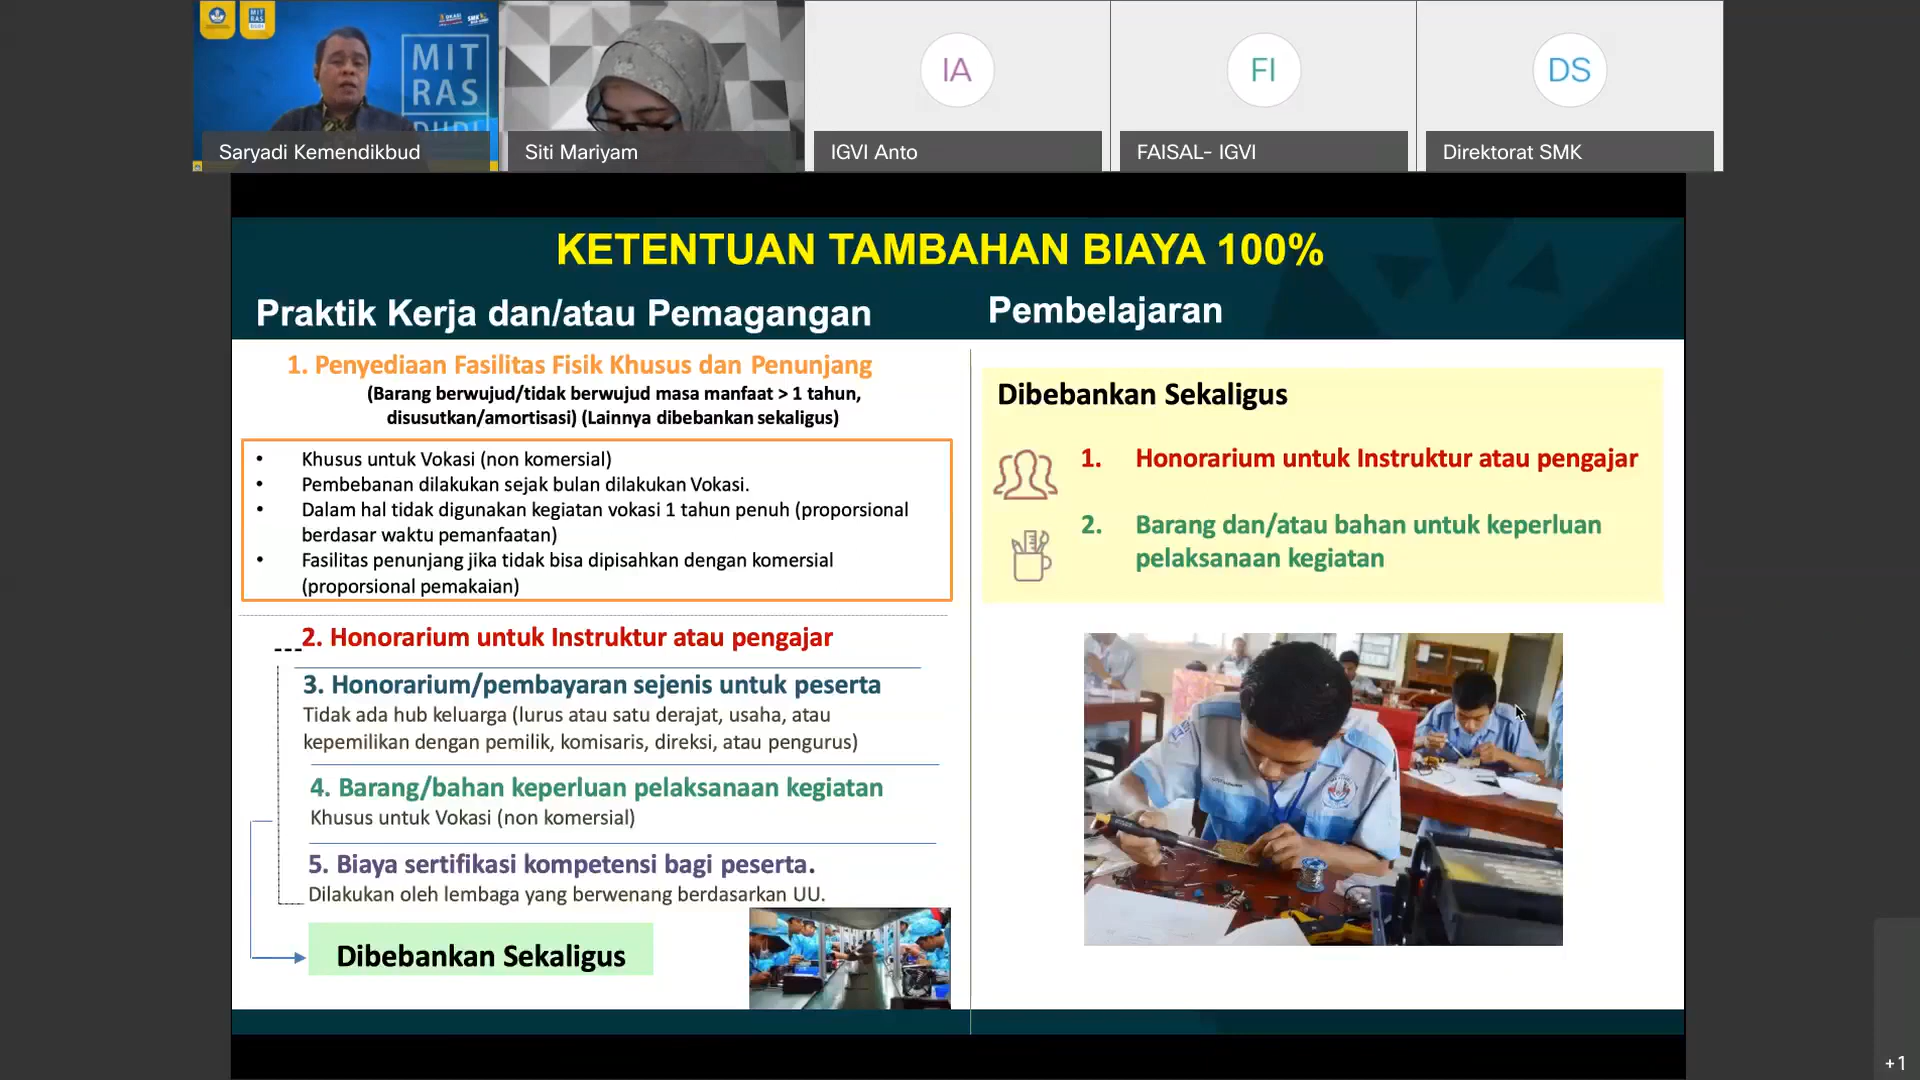 MIT
RAS
DUDI
Saryadi Kemendikbud
Siti Mariyam
IA
IGVI Anto
FI
FAISAL- IGVI
DS
Direktorat SMK
KETENTUAN TAMBAHAN BIAYA 100%
Praktik Kerja dan/atau Pemagangan
1. Penyediaan Fasilitas Fisik Khusus dan Penunjang
(Barang berwujud/tidak berwujud masa manfaat > 1 tahun,
disusutkan/amortisasi) (Lainnya dibebankan sekaligus)
• Khusus untuk Vokasi (non komersial)
• Pembebanan dilakukan sejak bulan dilakukan Vokasi.
• Dalam hal tidak digunakan kegiatan vokasi 1 tahun penuh (proporsional
berdasar waktu pemanfaatan)
• Fasilitas penunjang jika tidak bisa dipisahkan dengan komersial
(proporsional pemakaian)
2. Honorarium untuk Instruktur atau pengajar
3. Honorarium/pembayaran sejenis untuk peserta
Tidak ada hub keluarga (lurus atau satu derajat, usaha, atau
kepemilikan dengan pemilik, komisaris, direksi, atau pengurus)
4. Barang/bahan keperluan pelaksanaan kegiatan
Khusus untuk Vokasi (non komersial)
5. Biaya sertifikasi kompetensi bagi peserta.
Dilakukan oleh lembaga yang berwenang berdasarkan UU.
Dibebankan Sekaligus
Pembelajaran
Dibebankan Sekaligus
1. Honorarium untuk Instruktur atau pengajar
2. Barang dan/atau bahan untuk keperluan
pelaksanaan kegiatan
+1